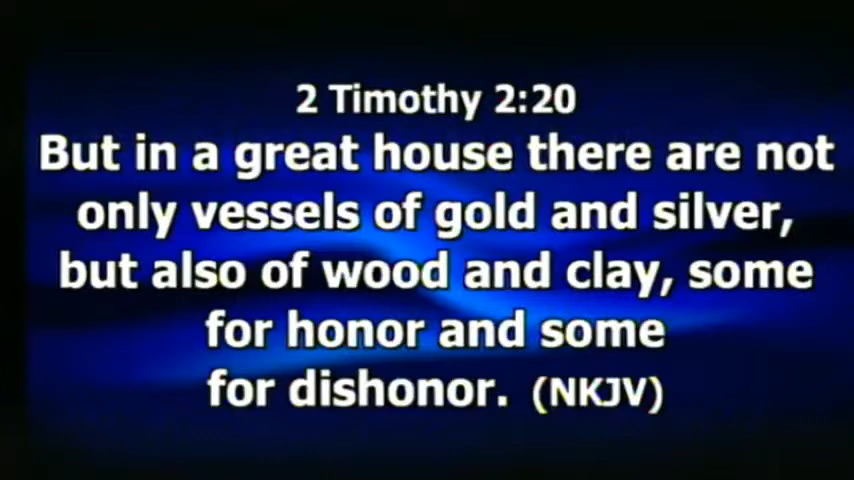 2 Timothy 2:20
But in a great house there are not
only vessels of gold and silver,
but also of wood and clay, some
for honor and some
for dishonor. (NKJV)